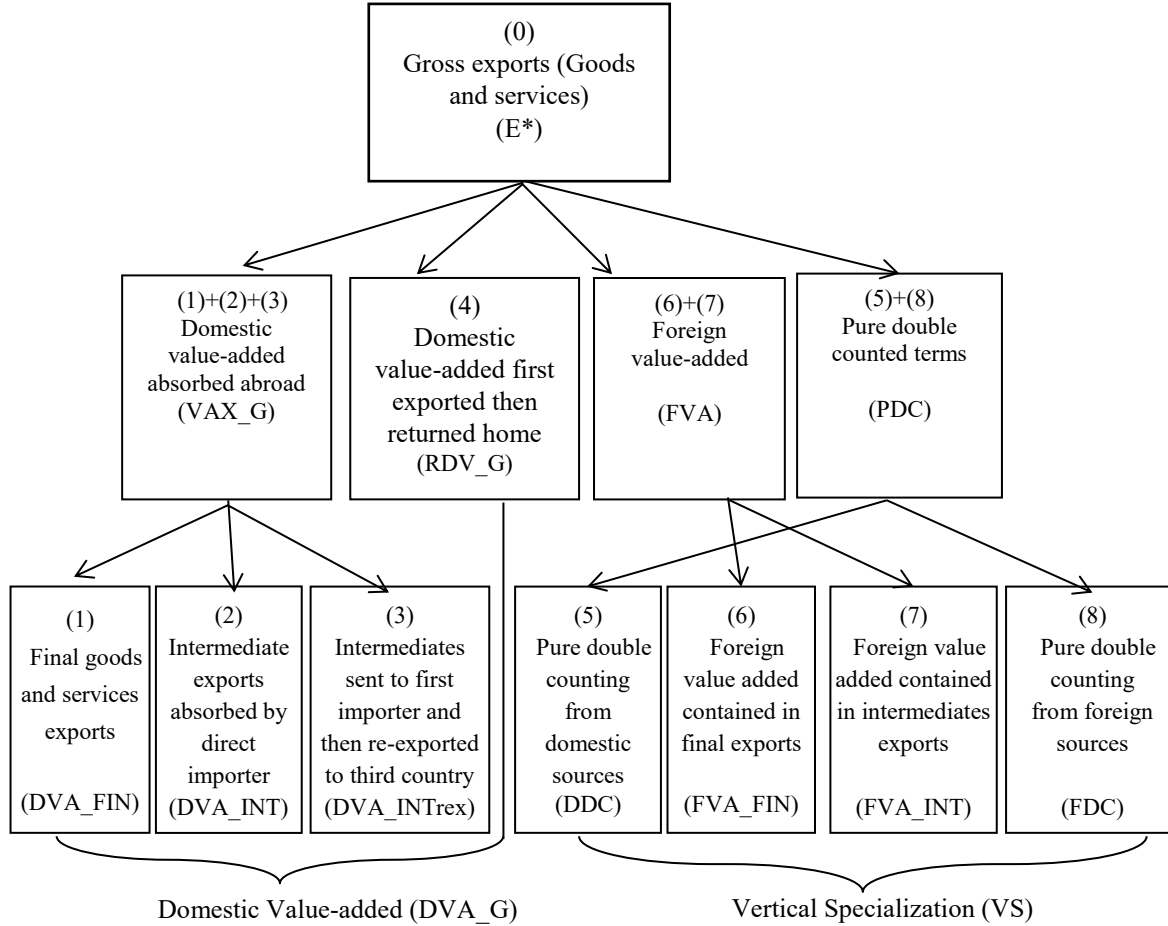 (0)
Gross exports (Goods
and services)
(E*)
(1)+(2)+(3)
Domestic
value-added
absorbed abroad
(VAX_G)
(4)
Domestic
value-added first
exported then
returned home
(RDV_G)
(6)+(7)
Foreign
value-added
(FVA)
(5)+(8)
Pure double
counted terms
(PDC)
(1)
Final goods
and services
exports
(DVA_FIN)
(2)
Intermediate
exports
absorbed by
direct
importer
(DVA_INT)
(3)
Intermediates
sent to first
importer and
then re-exported
to third country
(DVA_INTrex)
(5)
Pure double
counting
from
domestic
sources
(DDC)
(6)
Foreign
value added
contained in
final exports
(FVA_FIN)
(7)
Foreign value
added contained
in intermediates
exports
(FVA_INT)
(8)
Pure double
counting
from foreign
sources
(FDC)
Domestic Value-added (DVA_G)
Vertical Specialization (VS)